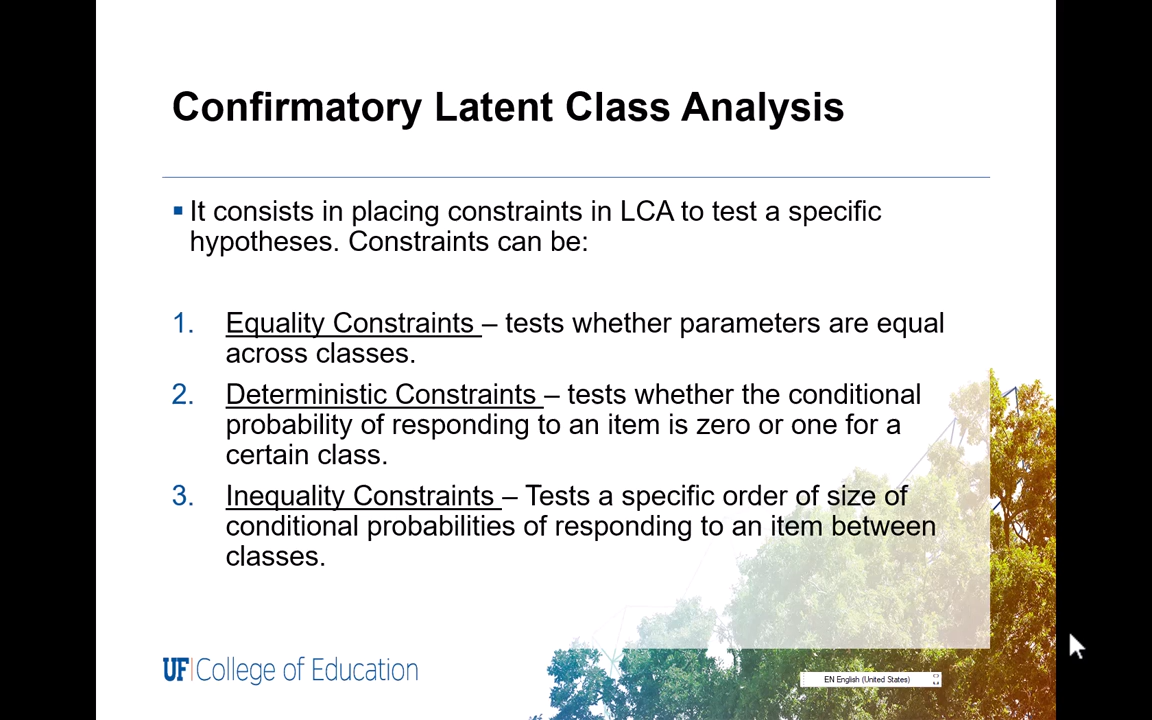 Confirmatory Latent Class Analysis
▪ It consists in placing constraints in LCA to test a specific
hypotheses. Constraints can be:
1. Equality Constraints – tests whether parameters are equal
across classes.
2. Deterministic Constraints – tests whether the conditional
probability of responding to an item is zero or one for a
certain class.
3. Inequality Constraints – Tests a specific order of size of
conditional probabilities of responding to an item between
classes.
UF College of Education
EN English (United States)